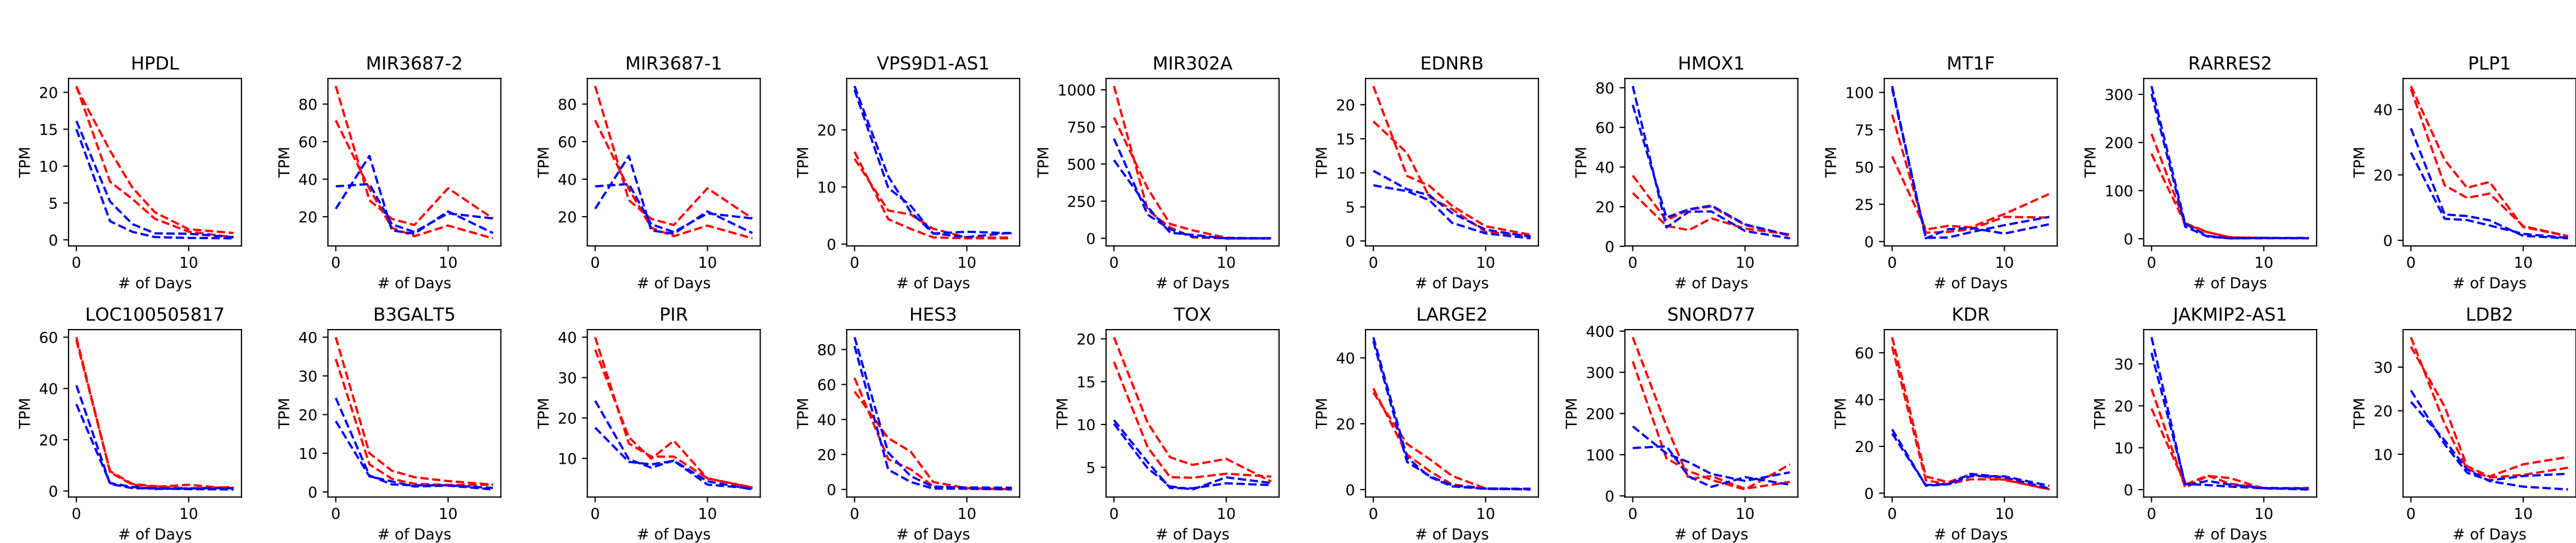 HPDL MIR3687-2 MIR3687-1 VPS9D1-AS1 MIR302A EDNRB HMOX1 MT1F RARRES2 PLP1
TPM 20 15 10 5 0 TPM 80 60 40 20 TPM 80 60 40 20 TPM 20 10 0 TPM 1000 750 500 250 0 TPM 20 15 10 5 0 TPM 80 60 40 20 0 TPM 100 75 50 25 0 TPM 300 200 100 0 TPM 40 20 0
0 10 0 10 0 10 0 10 0 10 0 10 0 10 0 10 0 10 0 10
# of Days # of Days # of Days # of Days # of Days # of Days # of Days # of Days # of Days # of Days
LOC100505817 B3GALT5 PIR HES3 TOX LARGE2 SNORD77 KDR JAKMIP2-AS1 LDB2
TPM 60 40 20 0 TPM 40 30 20 10 0 TPM 40 30 20 10 TPM 80 60 40 20 0 TPM 20 15 10 5 TPM 40 20 0 TPM 400 300 200 100 0 TPM 60 40 20 0 TPM 30 20 10 0 TPM 30 20 10
0 10 0 10 0 10 0 10 0 10 0 10 0 10 0 10 0 10 0 10
# of Days # of Days # of Days # of Days # of Days # of Days # of Days # of Days # of Days # of Days